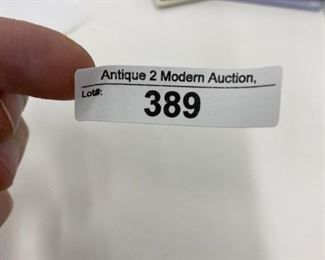 Antique 2 Modern Auction,
Lot#:
389